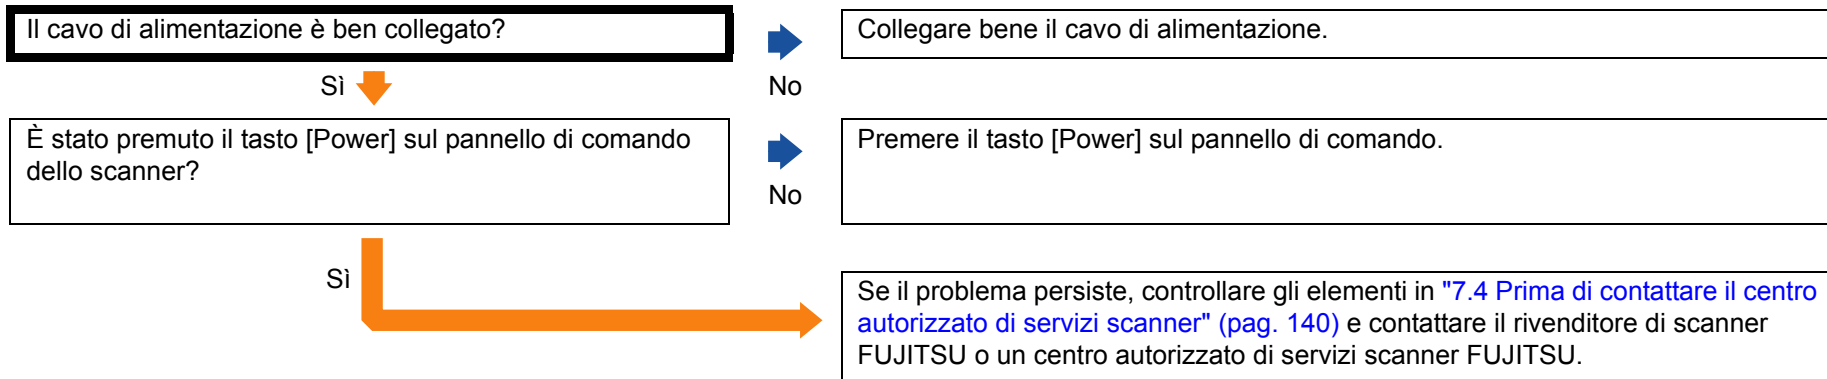 Il cavo di alimentazione è ben collegato?
Collegare bene il cavo di alimentazione.
Sì
No
È stato premuto il tasto [Power] sul pannello di comando
dello scanner?
Premere il tasto [Power] sul pannello di comando.
No
Sì
Se il problema persiste, controllare gli elementi in "7.4 Prima di contattare il centro
autorizzato di servizi scanner" (pag. 140) e contattare il rivenditore di scanner
FUJITSU o un centro autorizzato di servizi scanner FUJITSU.